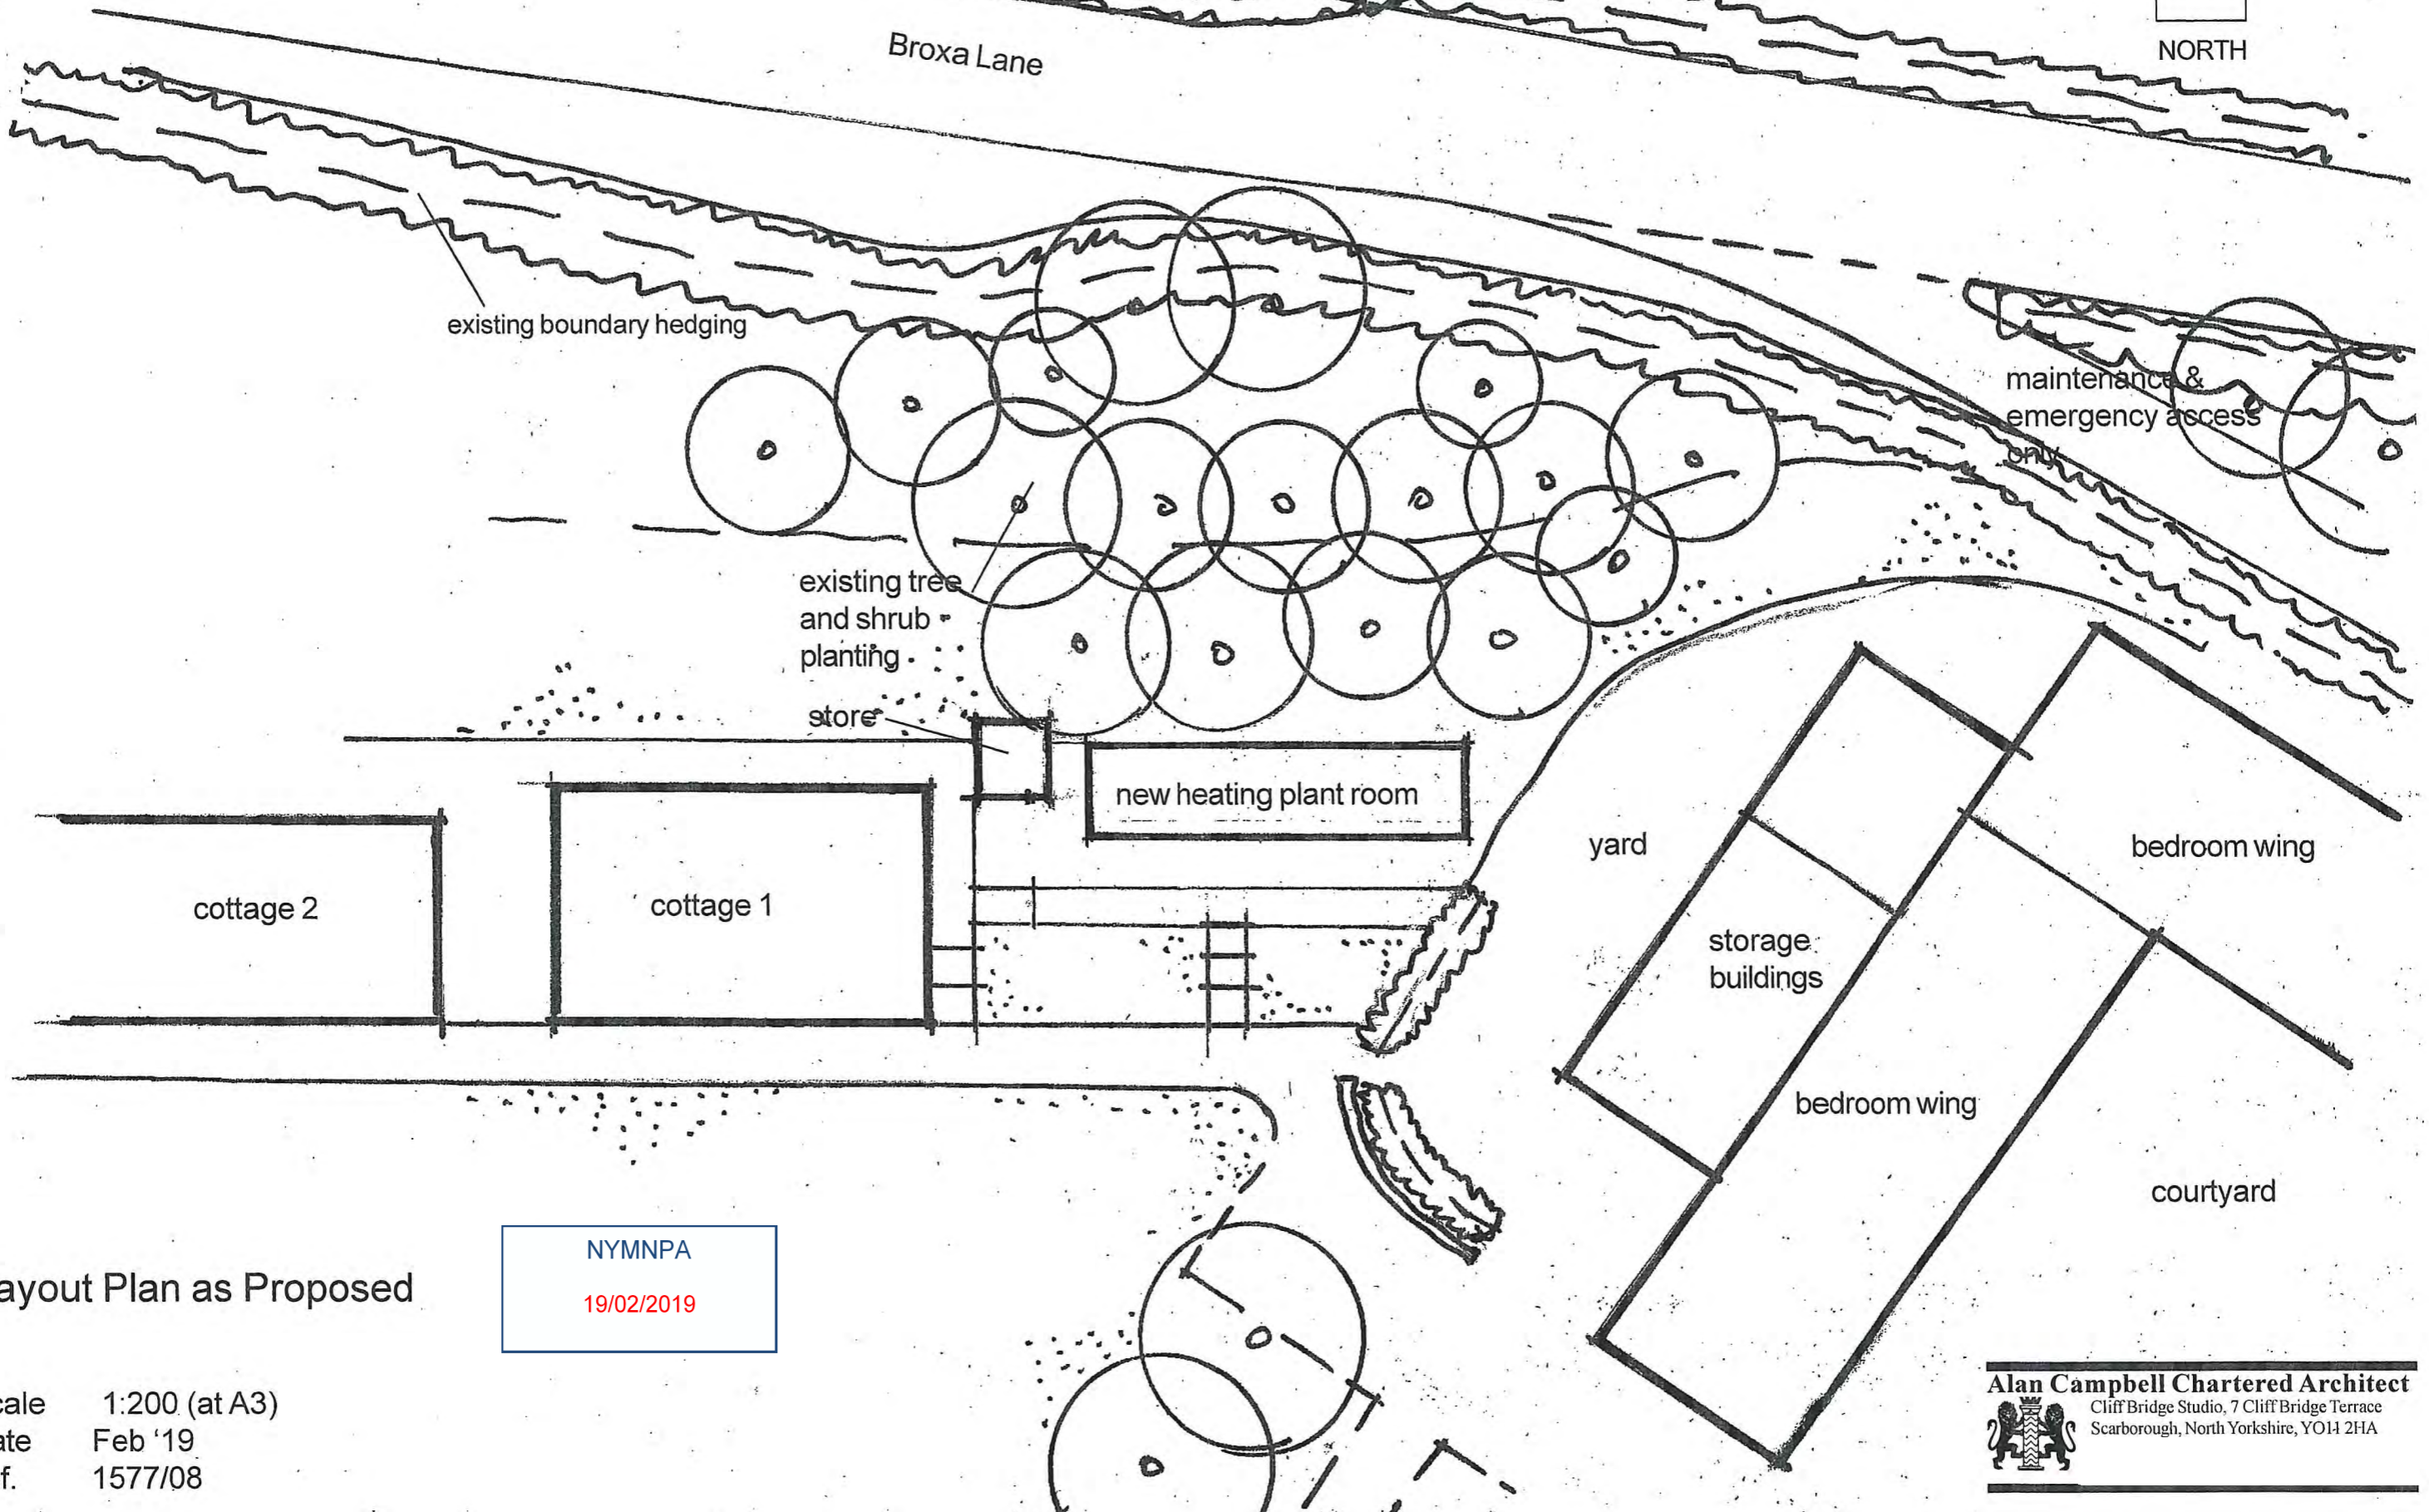 Broxa Lane
NORTH
existing boundary hedging
maintenance &
emergency access
only
existing tree
and shrub
planting
store
new heating plant room
cottage 2
cottage 1
yard
bedroom wing
storage
buildings
bedroom wing
courtyard
ayout Plan as Proposed
NYMNPA
19/02/2019
cale 1:200 (at A3)
ate Feb ‘19
f. 1577/08
Alan Campbell Chartered Architect
Cliff Bridge Studio, 7 Cliff Bridge Terrace
Scarborough, North Yorkshire, YO11 2HA